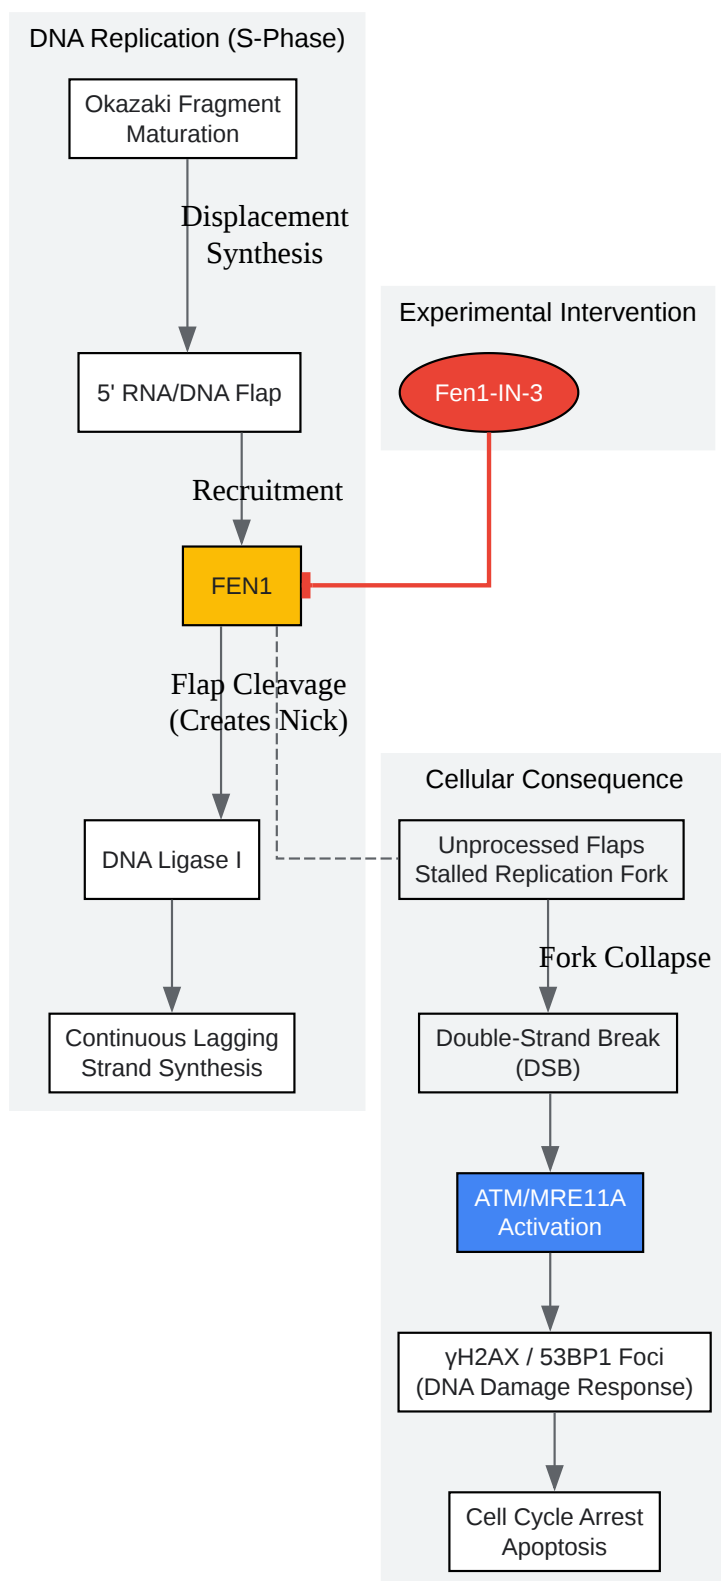 DNA Replication (S-Phase)
Okazaki Fragment
Maturation
Displacement
Synthesis
5' RNA/DNA Flap
Recruitment
FEN1
Flap Cleavage
(Creates Nick)
DNA Ligase I
Continuous Lagging
Strand Synthesis
Experimental Intervention
Fen1-IN-3
Cellular Consequence
Unprocessed Flaps
Stalled Replication Fork
Fork Collapse
Double-Strand Break
(DSB)
ATM/MRE11A
Activation
γH2AX / 53BP1 Foci
(DNA Damage Response)
Cell Cycle Arrest
Apoptosis